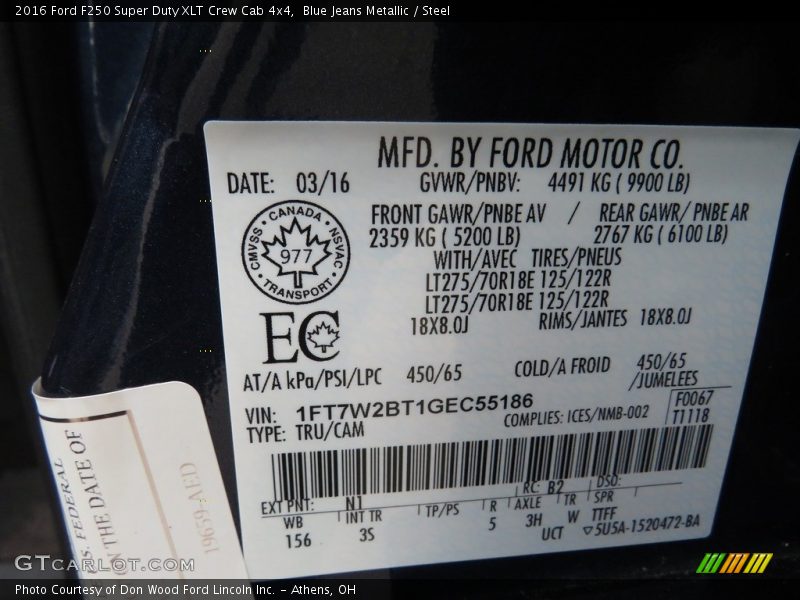 2016 Ford F250 Super Duty XLT Crew Cab 4x4, Blue Jeans Metallic / Steel
MFD. BY FORD MOTOR CO.
DATE: 03/16 GVWR/PNBV: 4491 KG ( 9900 LB)
FRONT GAWR/PNBE AV / REAR GAWR/ PNBE AR
2359 KG ( 5200 LB) 2767 KG ( 6100 LB)
WITH/AVEC TIRES/PNEUS
LT275/70R18E 125/122R
LT275/70R18E 125/122R
18X8.0J RIMS/JANTES 18X8.0J
CANADA
CMVSS 977 NSVAC
TRANSPORT
EC
AT/A kPa/PSI/LPC 450/65 COLD/A FROID 450/65
/JUMELEES
VIN: 1FT7W2BT1GEC55186 F0067
TYPE: TRU/CAM COMPLIES: ICES/NMB-002 T1118
RC: B2 DSO:
EXT PNT: N1 AXLE TR SPR
WB INT TR TP/PS R 3H W TTFF
156 3S 5 UCT 5U5A-1520472-BA
FEDERAL
THE DATE OF
19659-AED
GTCARLOT.COM
Photo Courtesy of Don Wood Ford Lincoln Inc. – Athens, OH